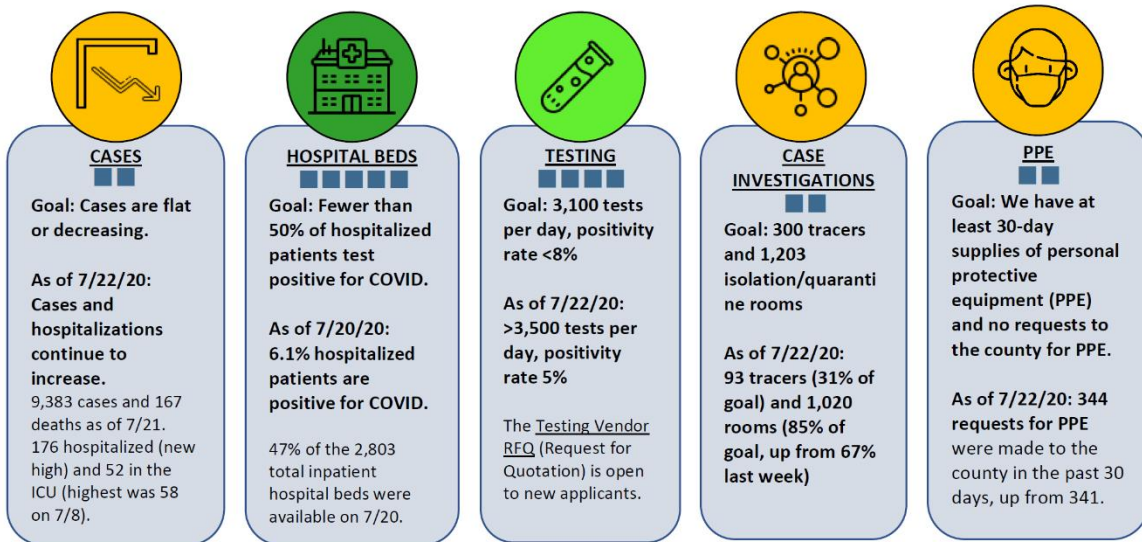 CASES
Goal: Cases are flat
or decreasing.
As of 7/22/20:
Cases and
hospitalizations
continue to
increase.
9,383 cases and 167
deaths as of 7/21.
176 hospitalized (new
high) and 52 in the
ICU (highest was 58
on 7/8).
HOSPITAL BEDS
Goal: Fewer than
50% of hospitalized
patients test
positive for COVID.
As of 7/20/20:
6.1% hospitalized
patients are
positive for COVID.
47% of the 2,803
total inpatient
hospital beds were
available on 7/20.
TESTING
Goal: 3,100 tests
per day, positivity
rate <8%
As of 7/22/20:
>3,500 tests per
day, positivity
rate 5%
The Testing Vendor
RFQ (Request for
Quotation) is open
to new applicants.
CASE
INVESTIGATIONS
Goal: 300 tracers
and 1,203
isolation/quaranti
ne rooms
As of 7/22/20:
93 tracers (31% of
goal) and 1,020
rooms (85% of
goal, up from 67%
last week)
PPE
Goal: We have at
least 30-day
supplies of personal
protective
equipment (PPE)
and no requests to
the county for PPE.
As of 7/22/20: 344
requests for PPE
were made to the
county in the past 30
days, up from 341.